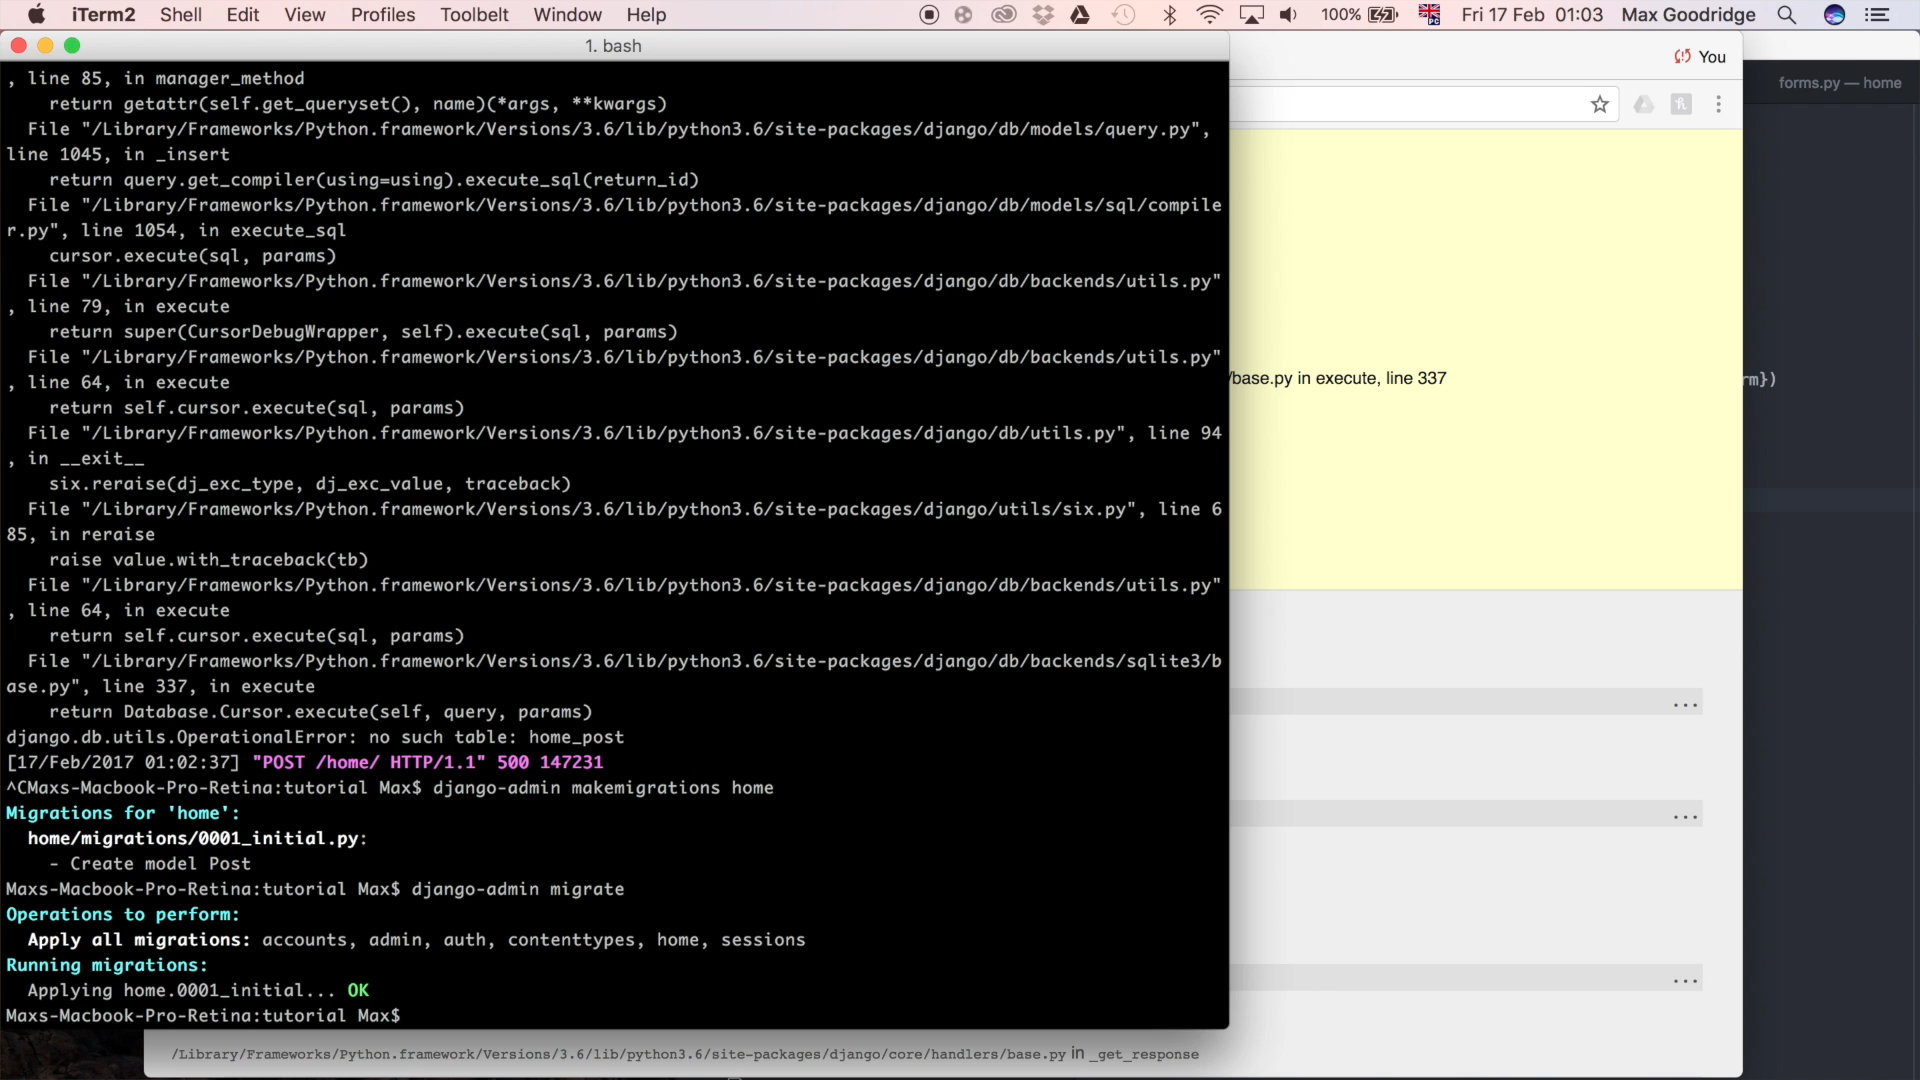 iTerm2 Shell Edit View Profiles Toolbelt Window Help 100% Fri 17 Feb 01:03 Max Goodridge
1. bash
You
forms.py — home
, line 85, in manager_method
return getattr(self.get_queryset(), name)(*args, **kwargs)
File "/Library/Frameworks/Python.framework/Versions/3.6/lib/python3.6/site-packages/django/db/models/query.py",
line 1045, in _insert
return query.get_compiler(using=using).execute_sql(return_id)
File "/Library/Frameworks/Python.framework/Versions/3.6/lib/python3.6/site-packages/django/db/models/sql/compile
r.py", line 1054, in execute_sql
cursor.execute(sql, params)
File "/Library/Frameworks/Python.framework/Versions/3.6/lib/python3.6/site-packages/django/db/backends/utils.py"
, line 79, in execute
return super(CursorDebugWrapper, self).execute(sql, params)
File "/Library/Frameworks/Python.framework/Versions/3.6/lib/python3.6/site-packages/django/db/backends/utils.py"
, line 64, in execute
return self.cursor.execute(sql, params)
File "/Library/Frameworks/Python.framework/Versions/3.6/lib/python3.6/site-packages/django/db/utils.py", line 94
, in __exit__
six.reraise(dj_exc_type, dj_exc_value, traceback)
File "/Library/Frameworks/Python.framework/Versions/3.6/lib/python3.6/site-packages/django/utils/six.py", line 6
85, in reraise
raise value.with_traceback(tb)
File "/Library/Frameworks/Python.framework/Versions/3.6/lib/python3.6/site-packages/django/db/backends/utils.py"
, line 64, in execute
return self.cursor.execute(sql, params)
File "/Library/Frameworks/Python.framework/Versions/3.6/lib/python3.6/site-packages/django/db/backends/sqlite3/b
ase.py", line 337, in execute
return Database.Cursor.execute(self, query, params)
django.db.utils.OperationalError: no such table: home_post
[17/Feb/2017 01:02:37] "POST /home/ HTTP/1.1" 500 147231
^CMaxs-Macbook-Pro-Retina:tutorial Max$ django-admin makemigrations home
Migrations for 'home':
home/migrations/0001_initial.py:
- Create model Post
Maxs-Macbook-Pro-Retina:tutorial Max$ django-admin migrate
Operations to perform:
Apply all migrations: accounts, admin, auth, contenttypes, home, sessions
Running migrations:
Applying home.0001_initial... OK
Maxs-Macbook-Pro-Retina:tutorial Max$
/base.py in execute, line 337
rm})
...
...
...
/Library/Frameworks/Python.framework/Versions/3.6/lib/python3.6/site-packages/django/core/handlers/base.py in _get_response